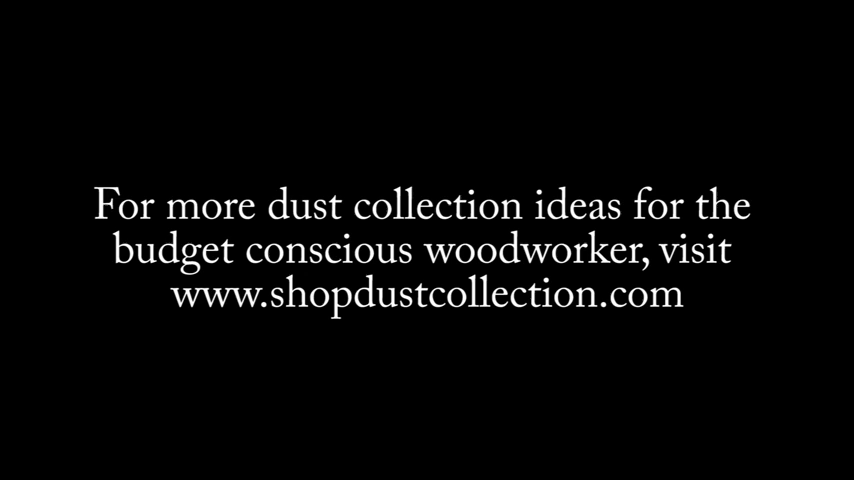 For more dust collection ideas for the
budget conscious woodworker, visit
www.shopdustcollection.com